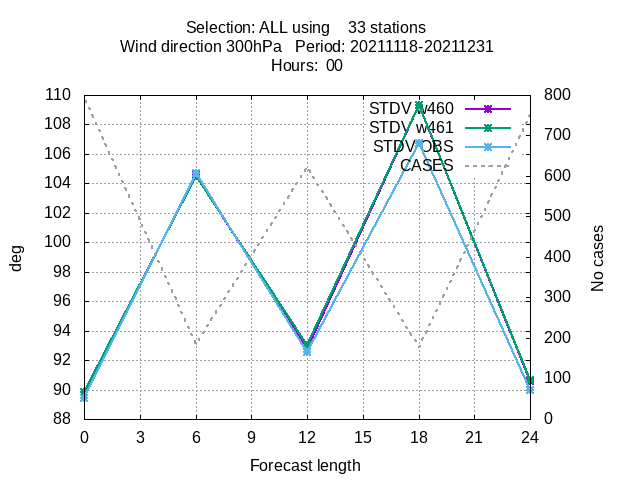 Selection: ALL using    33 stations
Wind direction 300hPa   Period: 20211118-20211231
Hours:  00
110
108
106
104
102
100
98
96
94
92
90
88
deg
800
700
600
500
400
300
200
100
0
No cases
STDV w460
STDV w461
STDV OBS
CASES
0 3 6 9 12 15 18 21 24
Forecast length